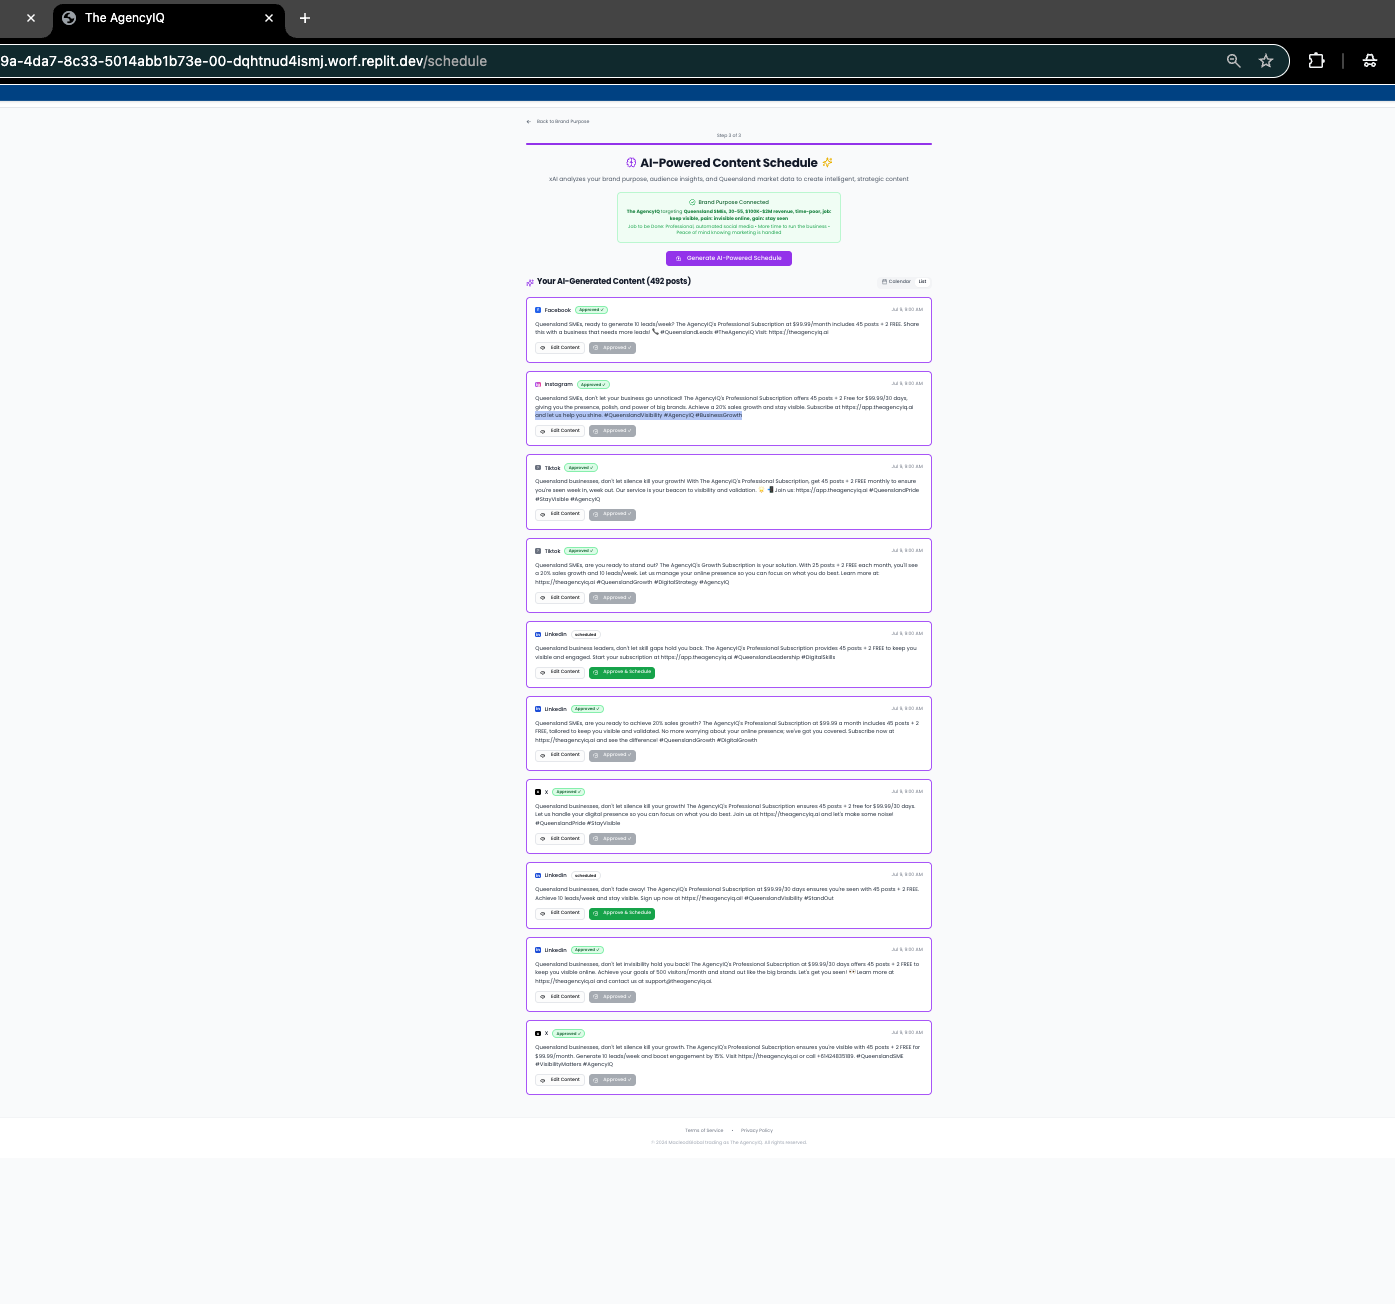 The AgencyIQ
9a-4da7-8c33-5014abb1b73e-00-dqhtnud4ismj.worf.replit.dev/schedule
Back to Brand Purpose
Step 3 of 3
AI-Powered Content Schedule
xAI analyzes your brand purpose, audience insights, and Queensland market data to create intelligent, strategic content
Brand Purpose Connected
The AgencyIQ targeting Queensland SMEs, 30-55, $100K-$2M revenue, time-poor, job:
keep visible, pain: invisible online, gain: stay seen
Job to be Done: Professional, automated social media • More time to run the business •
Peace of mind knowing marketing is handled
Generate AI-Powered Schedule
Your AI-Generated Content (492 posts)
Calendar List
Facebook Approved ✓ Jul 9, 9:00 AM
Queensland SMEs, ready to generate 10 leads/week? The AgencyIQ's Professional Subscription at $99.99/month includes 45 posts + 2 FREE. Share
this with a business that needs more leads! 📞 #QueenslandLeads #TheAgencyIQ Visit: https://theagencyiq.ai
Edit Content Approved ✓
Instagram Approved ✓ Jul 9, 9:00 AM
Queensland SMEs, don't let your business go unnoticed! The AgencyIQ's Professional Subscription offers 45 posts + 2 Free for $99.99/30 days,
giving you the presence, polish, and power of big brands. Achieve a 20% sales growth and stay visible. Subscribe at https://app.theagencyiq.ai
and let us help you shine. #QueenslandVisibility #AgencyIQ #BusinessGrowth
Edit Content Approved ✓
Tiktok Approved ✓ Jul 9, 9:00 AM
Queensland businesses, don't let silence kill your growth! With The AgencyIQ's Professional Subscription, get 45 posts + 2 FREE monthly to ensure
you're seen week in, week out. Our service is your beacon to visibility and validation. 🌟 📲 Join us: https://app.theagencyiq.ai #QueenslandPride
#StayVisible #AgencyIQ
Edit Content Approved ✓
Tiktok Approved ✓ Jul 9, 9:00 AM
Queensland SMEs, are you ready to stand out? The AgencyIQ's Growth Subscription is your solution. With 25 posts + 2 FREE each month, you'll see
a 20% sales growth and 10 leads/week. Let us manage your online presence so you can focus on what you do best. Learn more at
https://theagencyiq.ai #QueenslandGrowth #DigitalStrategy #AgencyIQ
Edit Content Approved ✓
Linkedin scheduled Jul 9, 9:00 AM
Queensland business leaders, don't let skill gaps hold you back. The AgencyIQ's Professional Subscription provides 45 posts + 2 FREE to keep you
visible and engaged. Start your subscription at https://app.theagencyiq.ai #QueenslandLeadership #DigitalSkills
Edit Content Approve & Schedule
Linkedin Approved ✓ Jul 9, 9:00 AM
Queensland SMEs, are you ready to achieve 20% sales growth? The AgencyIQ's Professional Subscription at $99.99 a month includes 45 posts + 2
FREE, tailored to keep you visible and validated. No more worrying about your online presence; we've got you covered. Subscribe now at
https://theagencyiq.ai and see the difference! #QueenslandGrowth #DigitalGrowth
Edit Content Approved ✓
X Approved ✓ Jul 9, 9:00 AM
Queensland businesses, don't let silence kill your growth! The AgencyIQ's Professional Subscription ensures 45 posts + 2 free for $99.99/30 days.
Let us handle your digital presence so you can focus on what you do best. Join us at https://theagencyiq.ai and let's make some noise!
#QueenslandPride #StayVisible
Edit Content Approved ✓
Linkedin scheduled Jul 9, 9:00 AM
Queensland businesses, don't fade away! The AgencyIQ's Professional Subscription at $99.99/30 days ensures you're seen with 45 posts + 2 FREE.
Achieve 10 leads/week and stay visible. Sign up now at https://theagencyiq.ai! #QueenslandVisibility #StandOut
Edit Content Approve & Schedule
Linkedin Approved ✓ Jul 9, 9:00 AM
Queensland businesses, don't let invisibility hold you back! The AgencyIQ's Professional Subscription at $99.99/30 days offers 45 posts + 2 FREE to
keep you visible online. Achieve your goals of 500 visitors/month and stand out like the big brands. Let's get you seen! 👀 Learn more at
https://theagencyiq.ai and contact us at support@theagencyiq.ai.
Edit Content Approved ✓
X Approved ✓ Jul 9, 9:00 AM
Queensland businesses, don't let silence kill your growth. The AgencyIQ's Professional Subscription ensures you're visible with 45 posts + 2 FREE for
$99.99/month. Generate 10 leads/week and boost engagement by 15%. Visit https://theagencyiq.ai or call +61424835189. #QueenslandSME
#VisibilityMatters #AgencyIQ
Edit Content Approved ✓
Terms of Service • Privacy Policy
© 2024 Macleod Global trading as The AgencyIQ. All rights reserved.